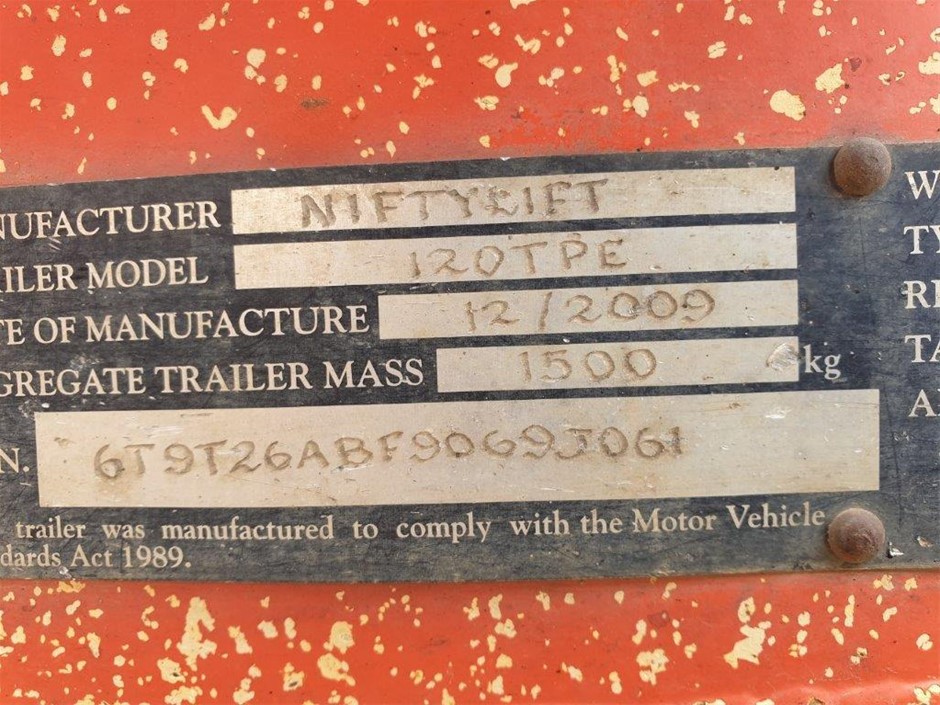 NUFACTURER NIFTYLIFT
ILER MODEL 120TPE
TE OF MANUFACTURE 12/2009
GREGATE TRAILER MASS 1500 kg
N. 6T9T26ABF9069J061
trailer was manufactured to comply with the Motor Vehicle
dards Act 1989.
W
TY
RI
TA
A